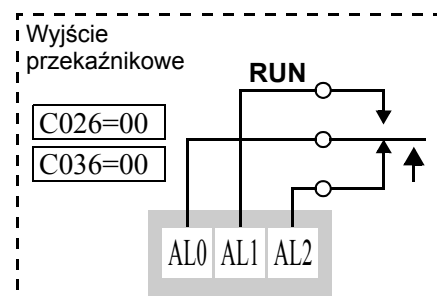 Wyjście
przekaźnikowe
RUN
C026=00
C036=00
AL0 AL1 AL2